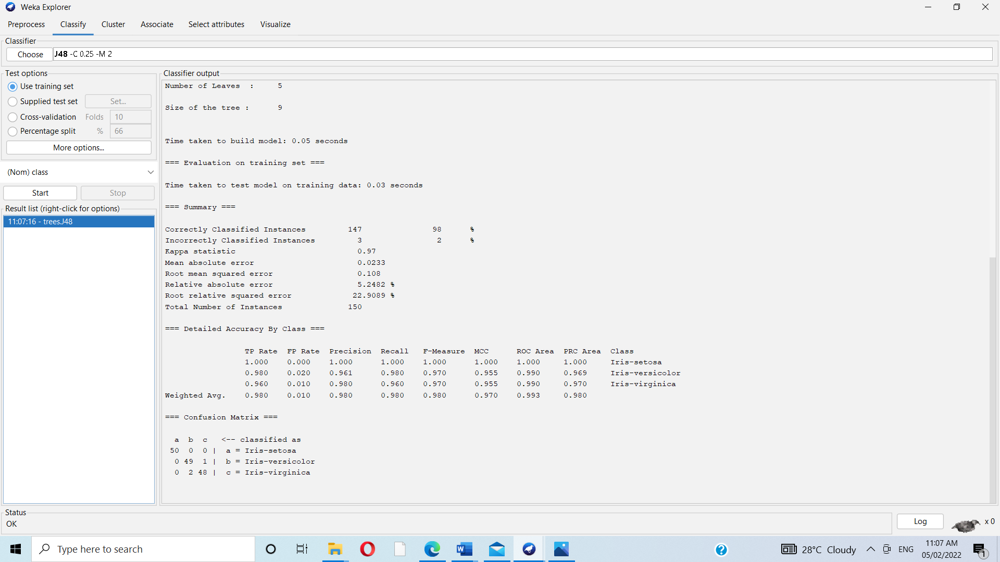 Weka Explorer
Preprocess Classify Cluster Associate Select attributes Visualize
Classifier
Choose J48 -C 0.25 -M 2
Test options
Use training set
Supplied test set Set...
Cross-validation Folds 10
Percentage split % 66
More options...
(Nom) class
Start Stop
Result list (right-click for options)
11:07:16 - trees.J48
Classifier output
Number of Leaves : 5
Size of the tree : 9
Time taken to build model: 0.05 seconds
=== Evaluation on training set ===
Time taken to test model on training data: 0.03 seconds
=== Summary ===
Correctly Classified Instances 147 98 %
Incorrectly Classified Instances 3 2 %
Kappa statistic 0.97
Mean absolute error 0.0233
Root mean squared error 0.108
Relative absolute error 5.2482 %
Root relative squared error 22.9089 %
Total Number of Instances 150
=== Detailed Accuracy By Class ===
TP Rate FP Rate Precision Recall F-Measure MCC ROC Area PRC Area Class
1.000 0.000 1.000 1.000 1.000 1.000 1.000 1.000 Iris-setosa
0.980 0.020 0.961 0.980 0.970 0.955 0.990 0.969 Iris-versicolor
0.960 0.010 0.980 0.960 0.970 0.955 0.990 0.970 Iris-virginica
Weighted Avg. 0.980 0.010 0.980 0.980 0.980 0.970 0.993 0.980
=== Confusion Matrix ===
a b c <-- classified as
50 0 0 | a = Iris-setosa
0 49 1 | b = Iris-versicolor
0 2 48 | c = Iris-virginica
Status
OK
Log x 0
Type here to search
28°C Cloudy ENG 11:07 AM
05/02/2022
1